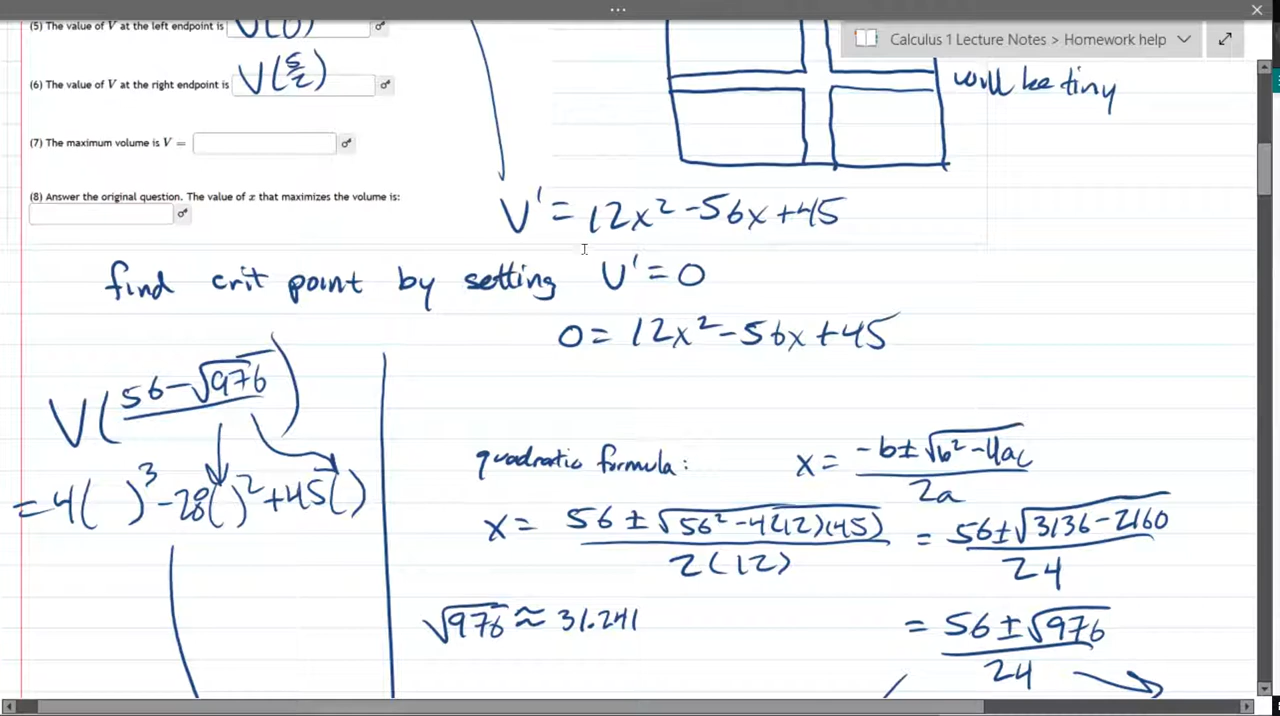 Calculus 1 Lecture Notes > Homework help
(5) The value of V at the left endpoint is V(0)
(6) The value of V at the right endpoint is V(5/2)
will be tiny
(7) The maximum volume is V =
(8) Answer the original question. The value of x that maximizes the volume is:
V' = 12x² - 56x + 45
find crit point by setting V' = 0
0 = 12x² - 56x + 45
V(56 - √976)
= 4( )³ - 28( )² + 45( )
quadratic formula: x = (-b ± √(b² - 4ac))/2a
x = (56 ± √(56² - 4(12)(45)))/2(12) = (56 ± √(3136 - 2160))/24
√976 ≈ 31.241
= (56 ± √976)/24